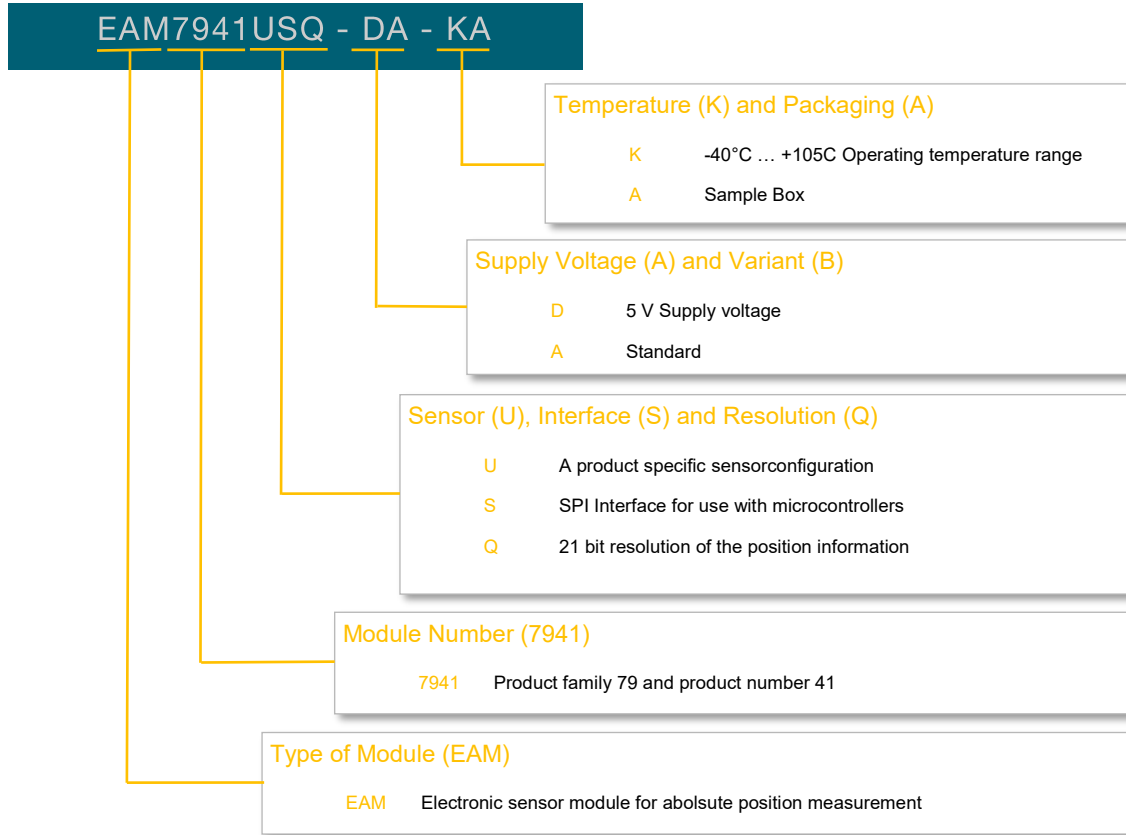 EAM7941USQ - DA - KA
Temperature (K) and Packaging (A)
K -40°C … +105C Operating temperature range
A Sample Box
Supply Voltage (A) and Variant (B)
D 5 V Supply voltage
A Standard
Sensor (U), Interface (S) and Resolution (Q)
U A product specific sensorconfiguration
S SPI Interface for use with microcontrollers
Q 21 bit resolution of the position information
Module Number (7941)
7941 Product family 79 and product number 41
Type of Module (EAM)
EAM Electronic sensor module for abolsute position measurement